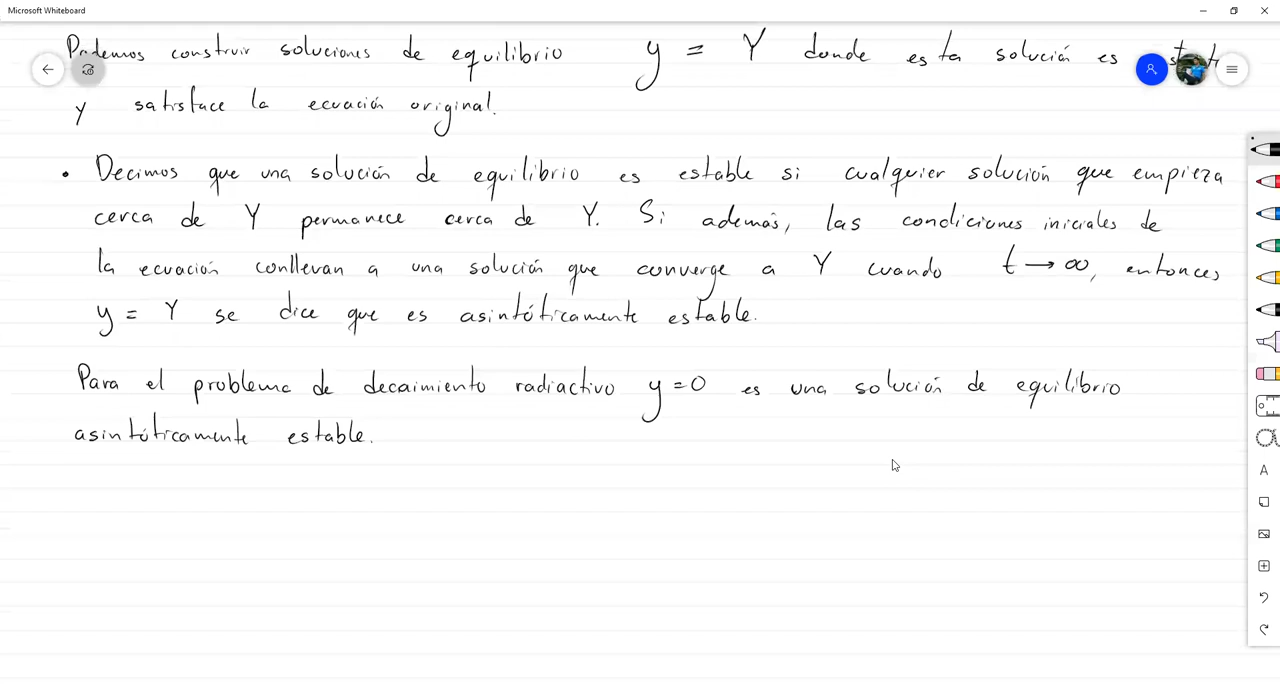 Microsoft Whiteboard
Podemos construir soluciones de equilibrio y = Y donde esta solución es
y satisface la ecuación original.
• Decimos que una solución de equilibrio es estable si cualquier solución que empieza
cerca de Y permanece cerca de Y. Si además, las condiciones iniciales de
la ecuación conllevan a una solución que converge a Y cuando t → ∞, entonces
y = Y se dice que es asintóticamente estable.
Para el problema de decaimiento radiactivo y=0 es una solución de equilibrio
asintóticamente estable.
A